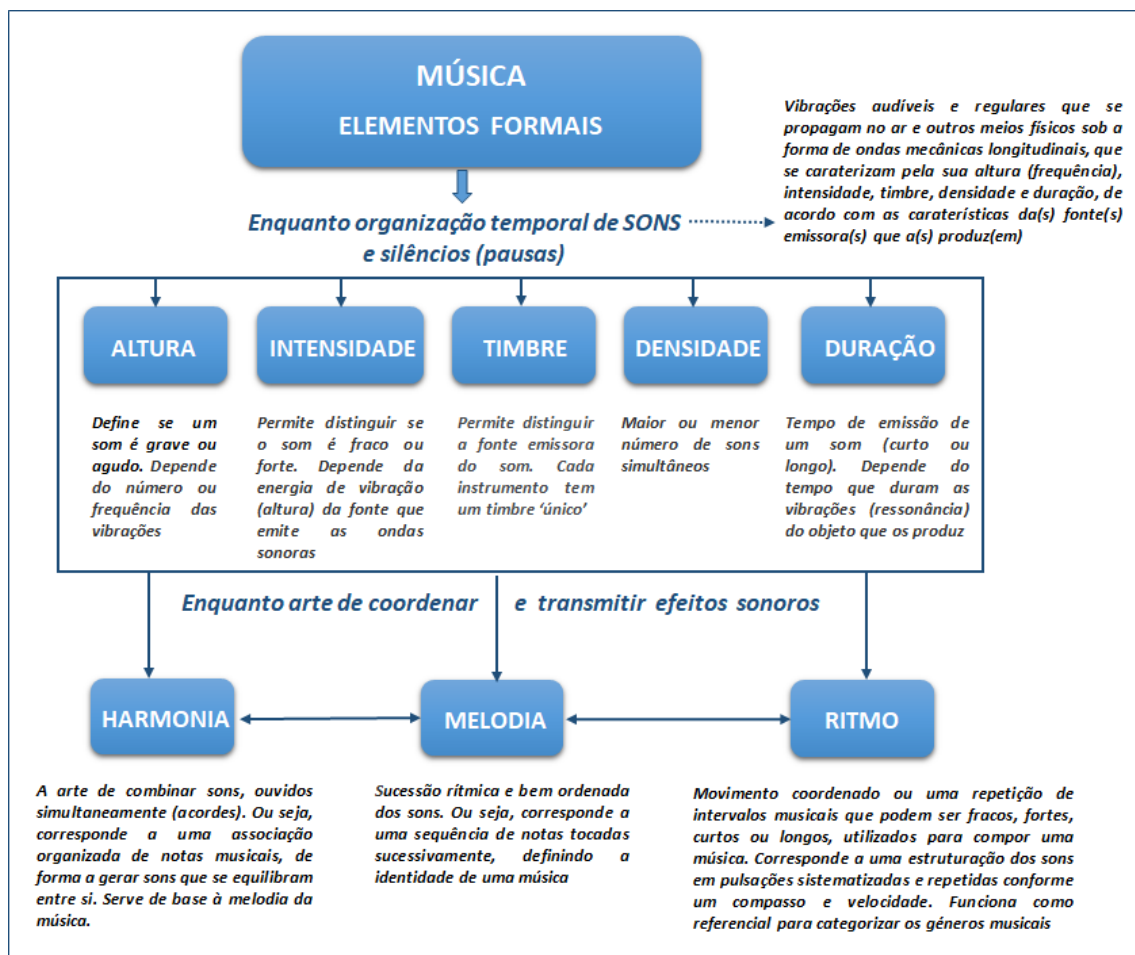 MÚSICA
ELEMENTOS FORMAIS
Vibrações audíveis e regulares que se
propagam no ar e outros meios físicos sob a
forma de ondas mecânicas longitudinais, que
se caraterizam pela sua altura (frequência),
intensidade, timbre, densidade e duração, de
acordo com as caraterísticas da(s) fonte(s)
emissora(s) que a(s) produz(em)
Enquanto organização temporal de SONS
e silêncios (pausas)
ALTURA
INTENSIDADE
TIMBRE
DENSIDADE
DURAÇÃO
Define se um
som é grave ou
agudo. Depende
do número ou
frequência das
vibrações
Permite distinguir se
o som é fraco ou
forte. Depende da
energia de vibração
(altura) da fonte que
emite as ondas
sonoras
Permite distinguir
a fonte emissora
do som. Cada
instrumento tem
um timbre ‘único’
Maior ou menor
número de sons
simultâneos
Tempo de emissão de
um som (curto ou
longo). Depende do
tempo que duram as
vibrações (ressonância)
do objeto que os produz
Enquanto arte de coordenar e transmitir efeitos sonoros
HARMONIA
MELODIA
RITMO
A arte de combinar sons, ouvidos
simultaneamente (acordes). Ou seja,
corresponde a uma associação
organizada de notas musicais, de
forma a gerar sons que se equilibram
entre si. Serve de base à melodia da
música.
Sucessão rítmica e bem ordenada
dos sons. Ou seja, corresponde a
uma sequência de notas tocadas
sucessivamente, definindo a
identidade de uma música
Movimento coordenado ou uma repetição de
intervalos musicais que podem ser fracos, fortes,
curtos ou longos, utilizados para compor uma
música. Corresponde a uma estruturação dos sons
em pulsações sistematizadas e repetidas conforme
um compasso e velocidade. Funciona como
referencial para categorizar os géneros musicais